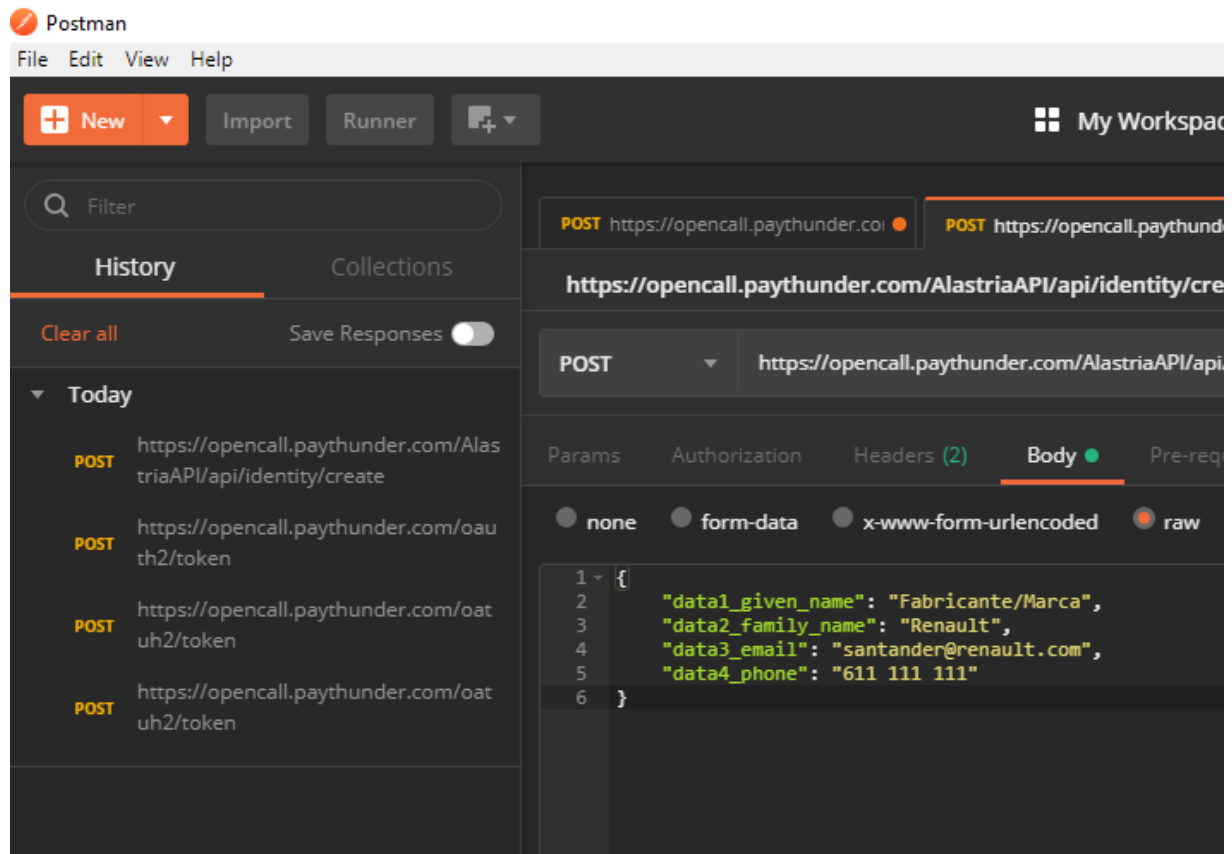 Postman
File Edit View Help
New Import Runner My Workspac
Filter
History Collections
Clear all Save Responses
Today
POST https://opencall.paythunder.com/Alas
triaAPI/api/identity/create
POST https://opencall.paythunder.com/oau
th2/token
POST https://opencall.paythunder.com/oat
uh2/token
POST https://opencall.paythunder.com/oat
uh2/token
POST https://opencall.paythunder.co POST https://opencall.paythund
https://opencall.paythunder.com/AlastriaAPI/api/identity/cre
POST https://opencall.paythunder.com/AlastriaAPI/api
Params Authorization Headers (2) Body Pre-requ
none form-data x-www-form-urlencoded raw
1 {
2 "data1_given_name": "Fabricante/Marca",
3 "data2_family_name": "Renault",
4 "data3_email": "santander@renault.com",
5 "data4_phone": "611 111 111"
6 }